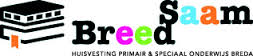 Saam
Breed
HUISVESTING PRIMAIR & SPECIAAL ONDERWIJS BREDA